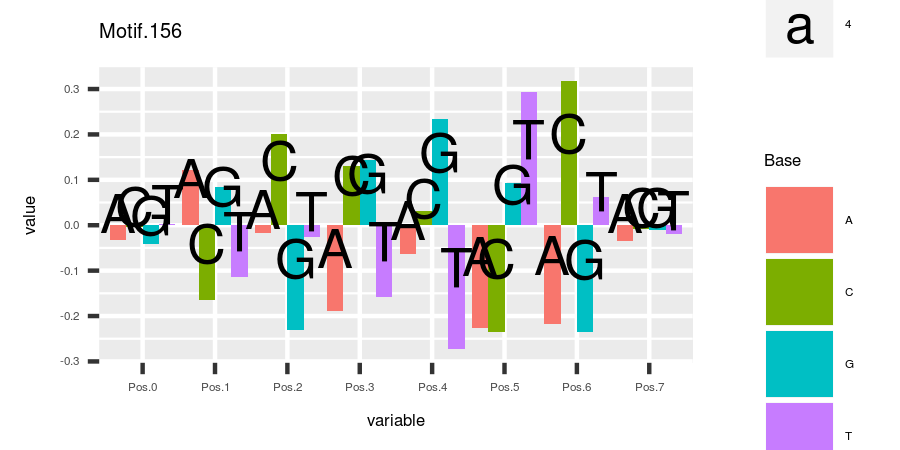 Motif.156
a 4
0.3
0.2
0.1
0.0
-0.1
-0.2
-0.3
value
A C G T A C G T A C G T A C G T A C G T A C G T A C G T A C G T
Pos.0 Pos.1 Pos.2 Pos.3 Pos.4 Pos.5 Pos.6 Pos.7
variable
Base
A
C
G
T